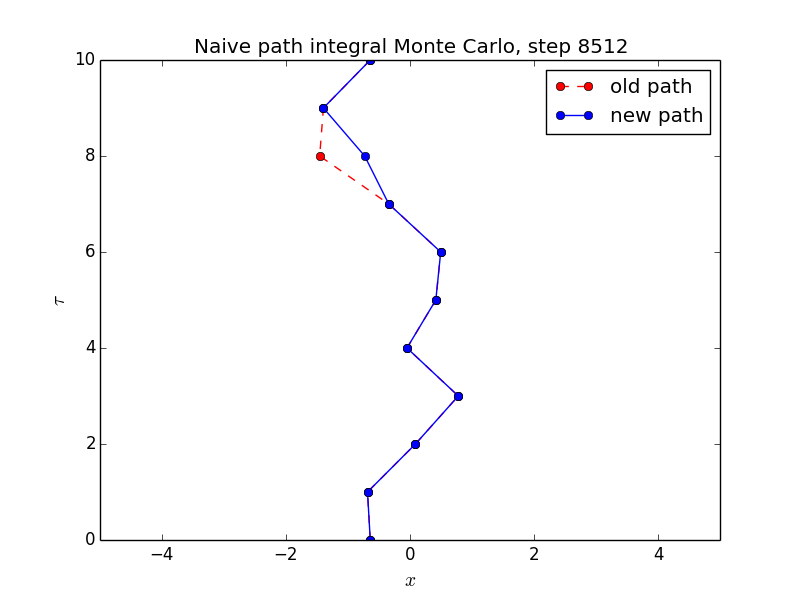 Naive path integral Monte Carlo, step 8512
old path
new path
10
8
6
4
2
0
τ
−4 −2 0 2 4
x